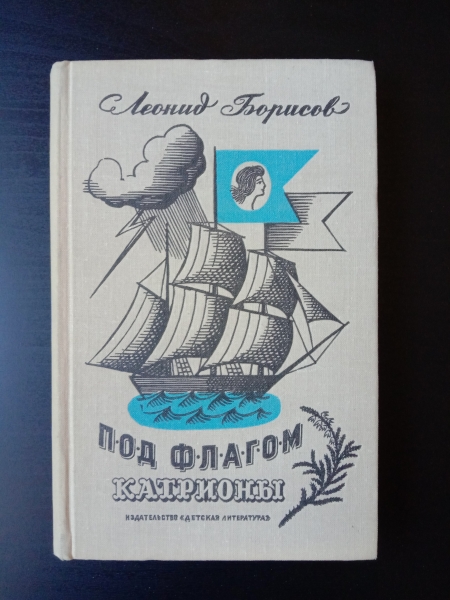 Леонид Борисов
ПОД ФЛАГОМ
КАТРИОНЫ
ИЗДАТЕЛЬСТВО «ДЕТСКАЯ ЛИТЕРАТУРА»